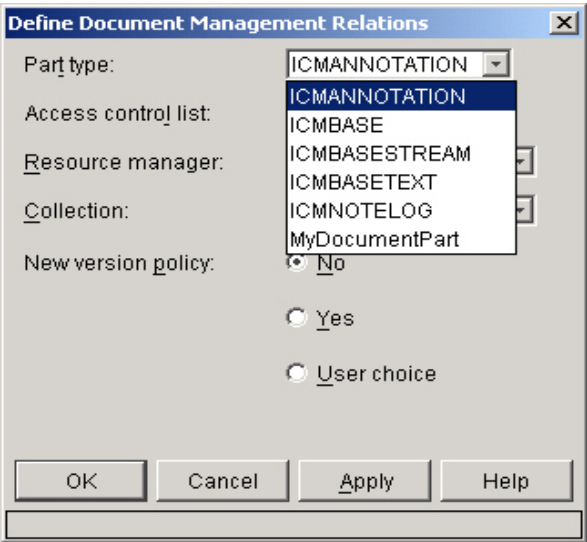 Define Document Management Relations
Part type: ICMANNOTATION
ICMANNOTATION
Access control list:
ICMBASE
Resource manager:
ICMBASESTREAM
ICMBASETEXT
Collection:
ICMNOTELOG
MyDocumentPart
New version policy: No
Yes
User choice
OK Cancel Apply Help